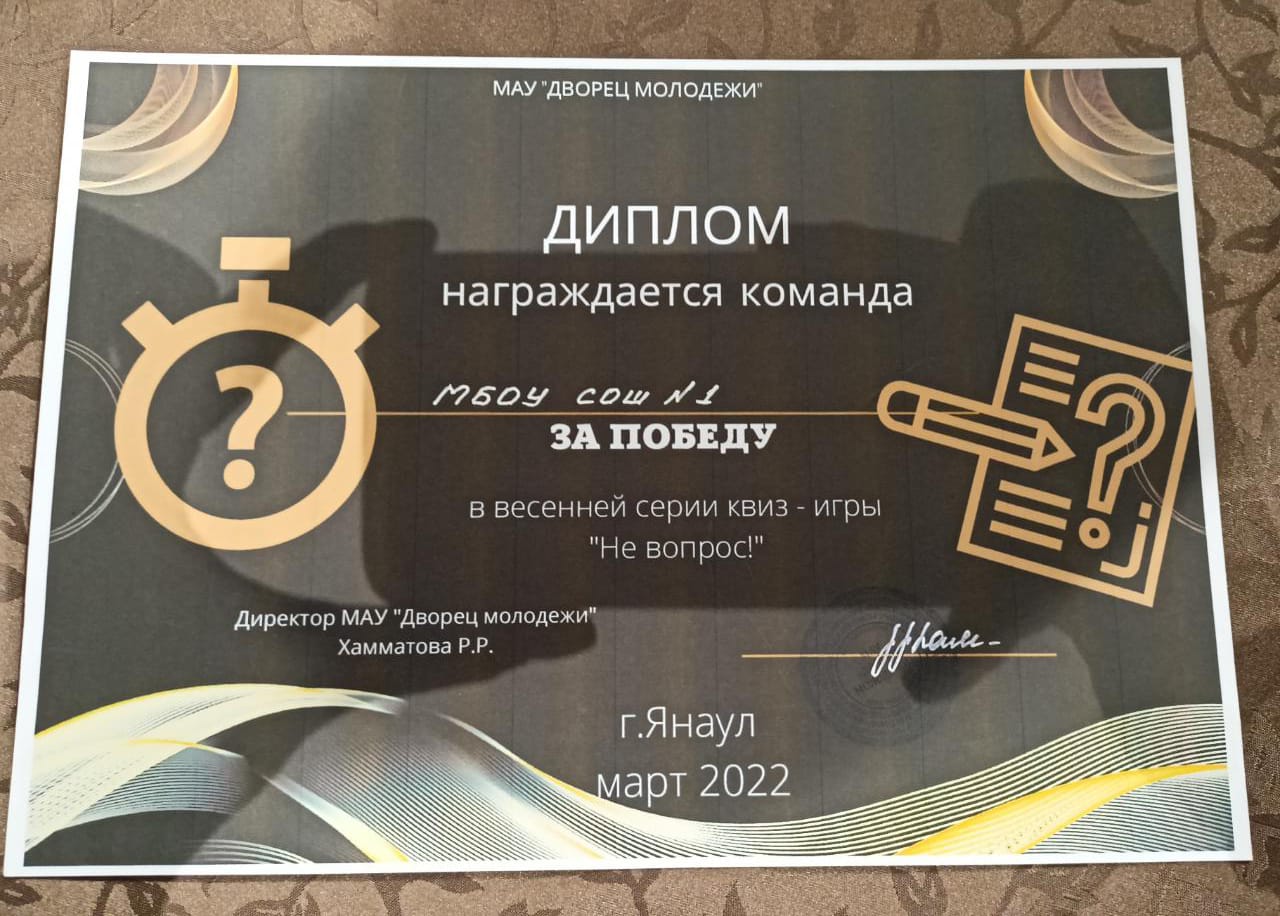 МАУ "ДВОРЕЦ МОЛОДЕЖИ"
ДИПЛОМ
награждается команда
МБОУ СОШ №1
ЗА ПОБЕДУ
в весенней серии квиз - игры
"Не вопрос!"
Директор МАУ "Дворец молодежи"
Хамматова Р.Р.
г.Янаул
март 2022